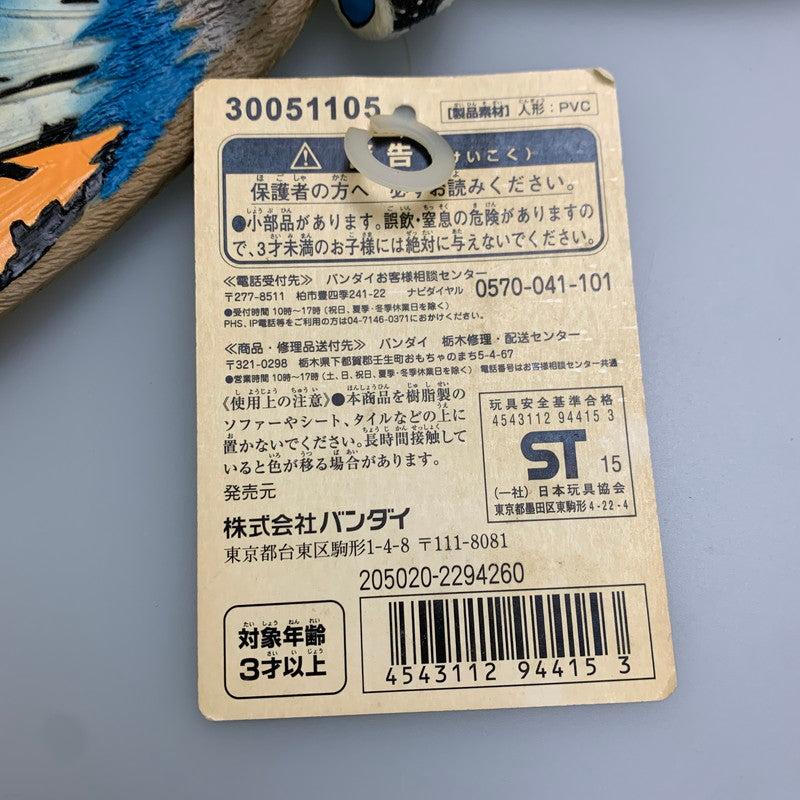 30051105
[製品素材] 人形：PVC
告 けいこく)
保護者の方へ 必ずお読みください。
●小部品があります。誤飲・窒息の危険がありますの
で、3才未満のお子様には絶対に与えないでください。
≪電話受付先≫ バンダイお客様相談センター
〒277-8511 柏市豊四季241-22 ナビダイヤル 0570-041-101
●受付時間 10時～17時 (祝日、夏季・冬季休業日を除く)
PHS、IP電話等をご利用の方は04-7146-0371におかけください。
≪商品・修理品送付先≫ バンダイ 栃木修理・配送センター
〒321-0298 栃木県下都賀郡壬生町おもちゃのまち5-4-67
●営業時間 10時～17時 (土、日、祝日、夏季・冬季休業日を除く) 電話番号はお客様相談センター共通
《使用上の注意》●本商品を樹脂製の
ソファーやシート、タイルなどの上に
置かないでください。長時間接触して
いると色が移る場合があります。
玩具安全基準合格
4543112 94415 3
ST 15
(一社) 日本玩具協会
東京都墨田区東駒形4-22-4
発売元
株式会社バンダイ
東京都台東区駒形1-4-8 〒111-8081
205020-2294260
対象年齢
3才以上
4543112 94415 3